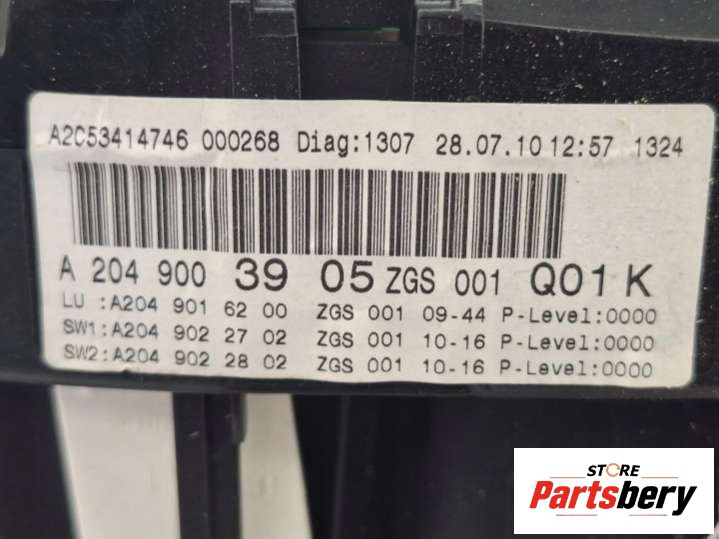 A2C53414746 000268 Diag:1307 28.07.10 12:57 1324
A 204 900 39 05 ZGS 001 Q01 K
LU :A204 901 62 00 ZGS 001 09-44 P-Level:0000
SW1:A204 902 27 02 ZGS 001 10-16 P-Level:0000
SW2:A204 902 28 02 ZGS 001 10-16 P-Level:0000
STORE
Partsbery